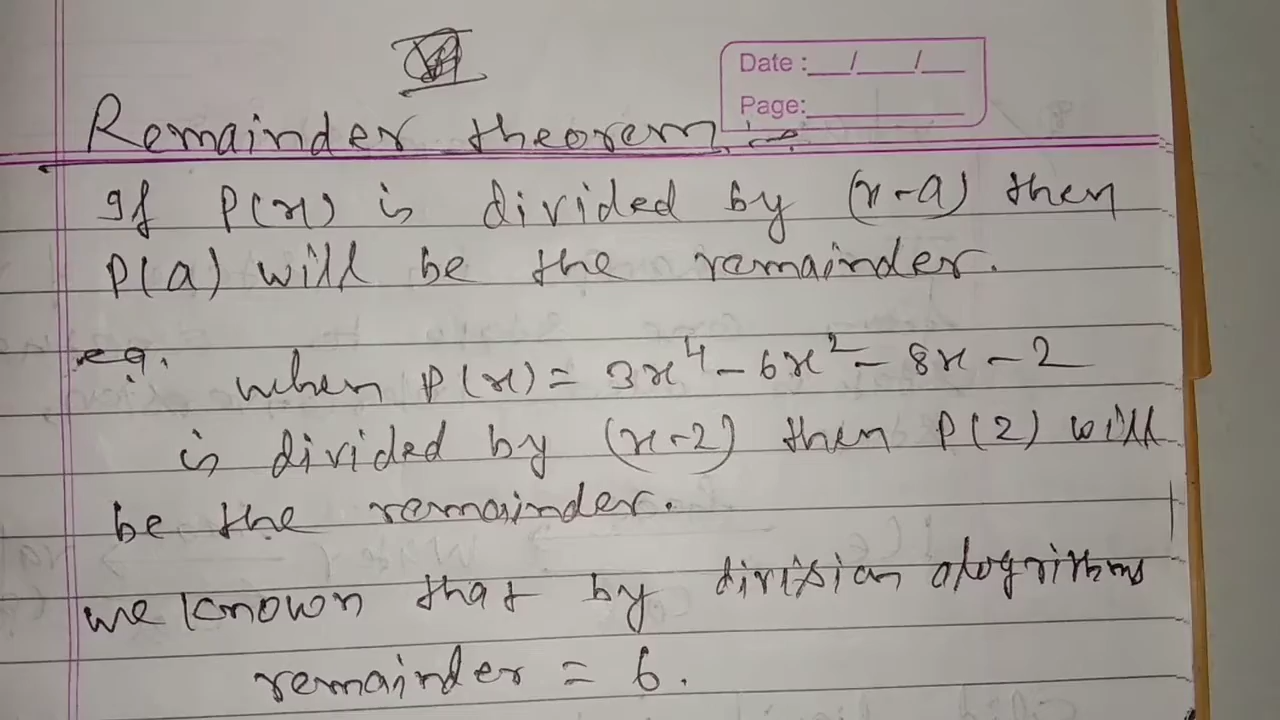 Date : __/__/__
Page: ______
Remainder theorem :-
If P(x) is divided by (x-a) then
P(a) will be the remainder.
eg. when P(x) = 3x⁴ - 6x² - 8x - 2
is divided by (x-2) then P(2) will
be the remainder.
we known that by division alogrithms
remainder = 6.